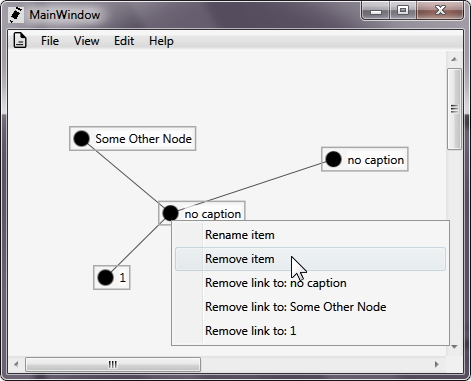 MainWindow
File View Edit Help
Some Other Node
no caption
no caption
1
Rename item
Remove item
Remove link to: no caption
Remove link to: Some Other Node
Remove link to: 1